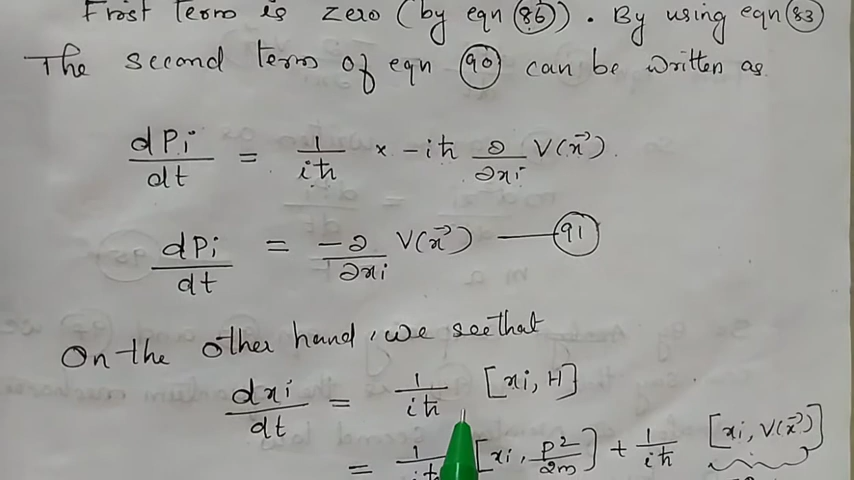 First term is zero (by eqn (86)). By using eqn (83)
The second term of eqn (90) can be written as
dPi/dt = 1/iħ × -iħ ∂/∂xi V(x⃗).
dPi/dt = -∂/∂xi V(x⃗) —— (91)
On the other hand, we see that
dxi/dt = 1/iħ [xi, H]
= 1/iħ [xi, P²/2m] + 1/iħ [xi, V(x⃗)]